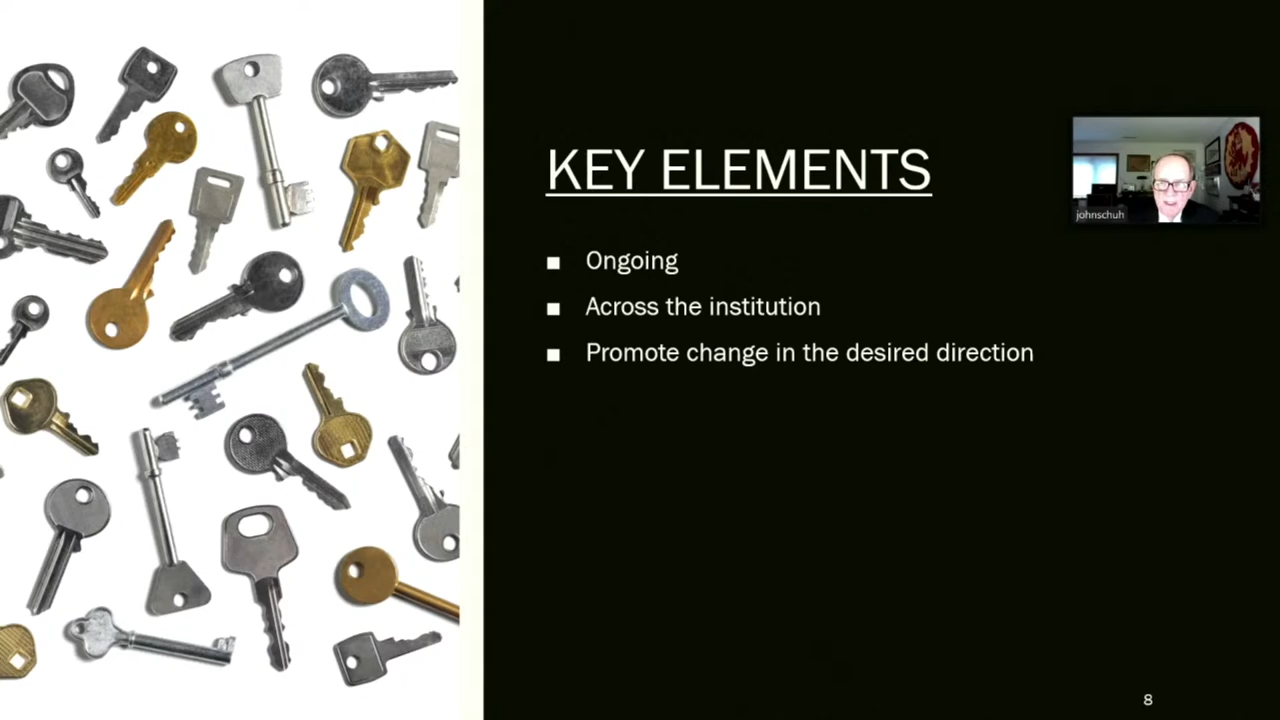 KEY ELEMENTS
johnschuh
■ Ongoing
■ Across the institution
■ Promote change in the desired direction
8